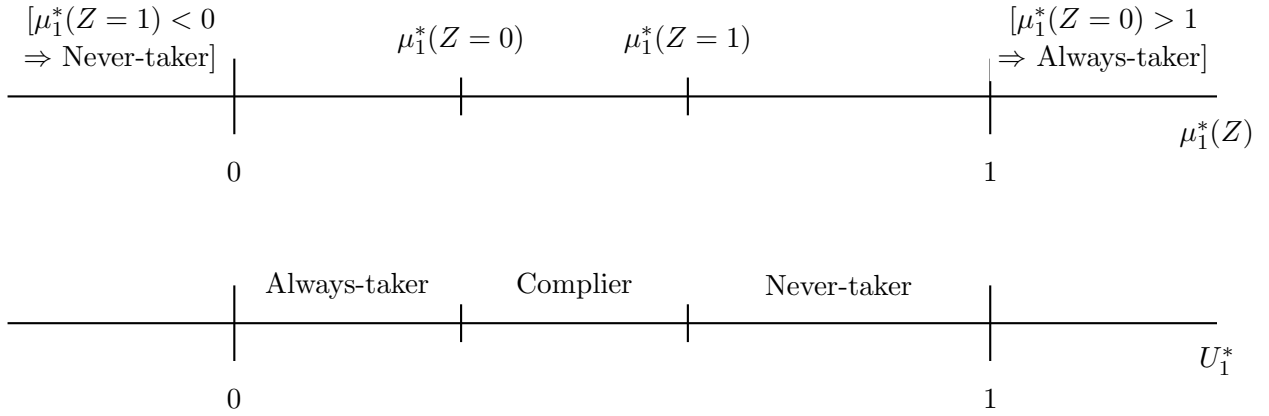 [μ₁*(Z = 1) < 0
⇒ Never-taker]
μ₁*(Z = 0)
μ₁*(Z = 1)
[μ₁*(Z = 0) > 1
⇒ Always-taker]
μ₁*(Z)
0
1
Always-taker
Complier
Never-taker
U₁*
0
1